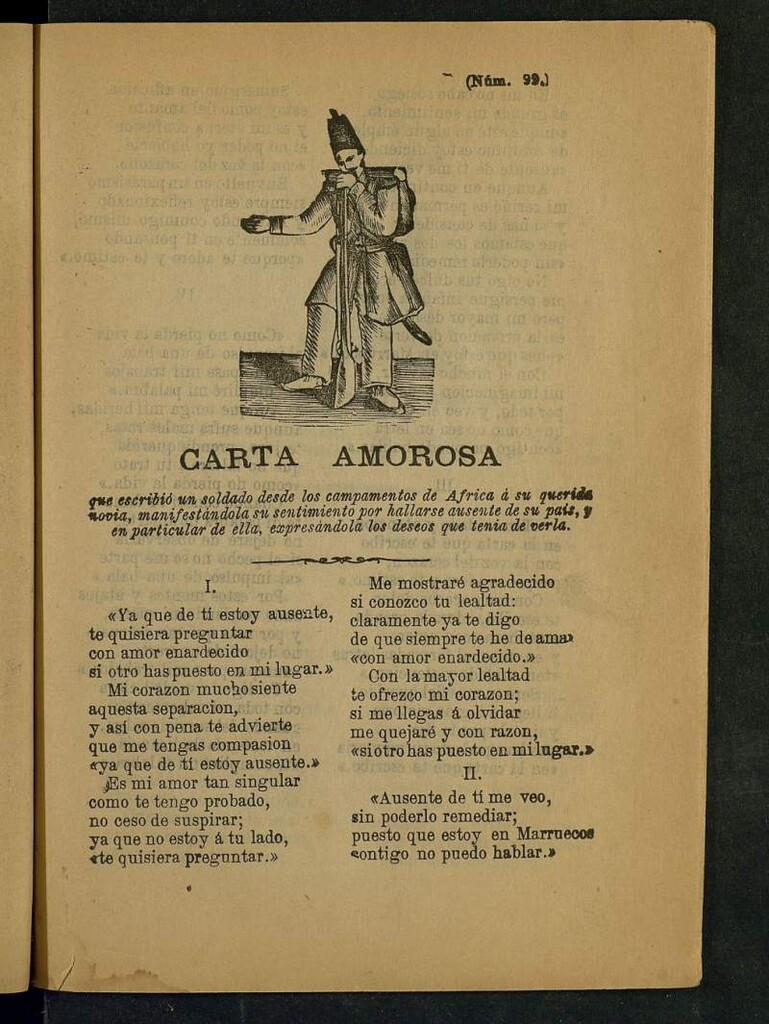 (Núm. 99.)
CARTA AMOROSA
que escribió un soldado desde los campamentos de Africa á su querida
novia, manifestándola su sentimiento por hallarse ausente de su pais, y
en particular de ella, expresándola los deseos que tenia de verla.
I.
«Ya que de tí estoy ausente,
te quisiera preguntar
con amor enardecido
si otro has puesto en mi lugar.»
Mi corazon mucho siente
aquesta separacion,
y así con pena te advierte
que me tengas compasion
«ya que de tí estoy ausente.»
Es mi amor tan singular
como te tengo probado,
no ceso de suspirar;
ya que no estoy á tu lado,
«te quisiera preguntar.»
Me mostraré agradecido
si conozco tu lealtad:
claramente ya te digo
de que siempre te he de amar
«con amor enardecido.»
Con la mayor lealtad
te ofrezco mi corazon;
si me llegas á olvidar
me quejaré y con razon,
«si otro has puesto en mi lugar.»
II.
«Ausente de tí me veo,
sin poderlo remediar;
puesto que estoy en Marruecos
contigo no puedo hablar.»